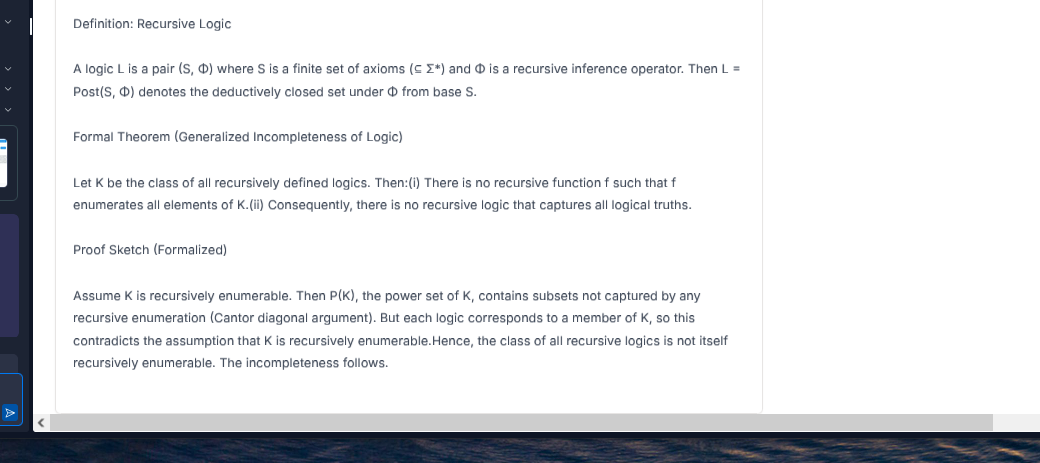 Definition: Recursive Logic
A logic L is a pair (S, Φ) where S is a finite set of axioms (⊆ Σ*) and Φ is a recursive inference operator. Then L =
Post(S, Φ) denotes the deductively closed set under Φ from base S.
Formal Theorem (Generalized Incompleteness of Logic)
Let K be the class of all recursively defined logics. Then:(i) There is no recursive function f such that f
enumerates all elements of K.(ii) Consequently, there is no recursive logic that captures all logical truths.
Proof Sketch (Formalized)
Assume K is recursively enumerable. Then P(K), the power set of K, contains subsets not captured by any
recursive enumeration (Cantor diagonal argument). But each logic corresponds to a member of K, so this
contradicts the assumption that K is recursively enumerable.Hence, the class of all recursive logics is not itself
recursively enumerable. The incompleteness follows.